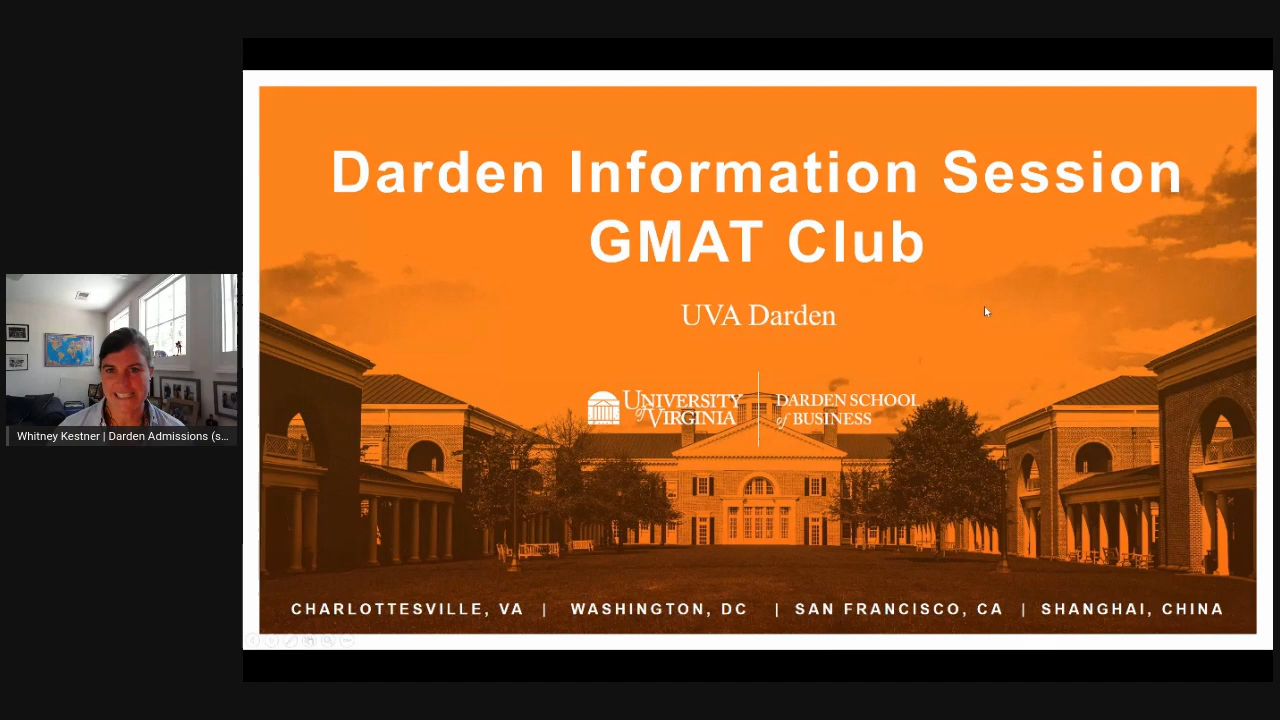 Darden Information Session
GMAT Club
UVA Darden
UNIVERSITY of VIRGINIA
DARDEN SCHOOL
of BUSINESS
CHARLOTTESVILLE, VA | WASHINGTON, DC | SAN FRANCISCO, CA | SHANGHAI, CHINA
Whitney Kestner | Darden Admissions (s...